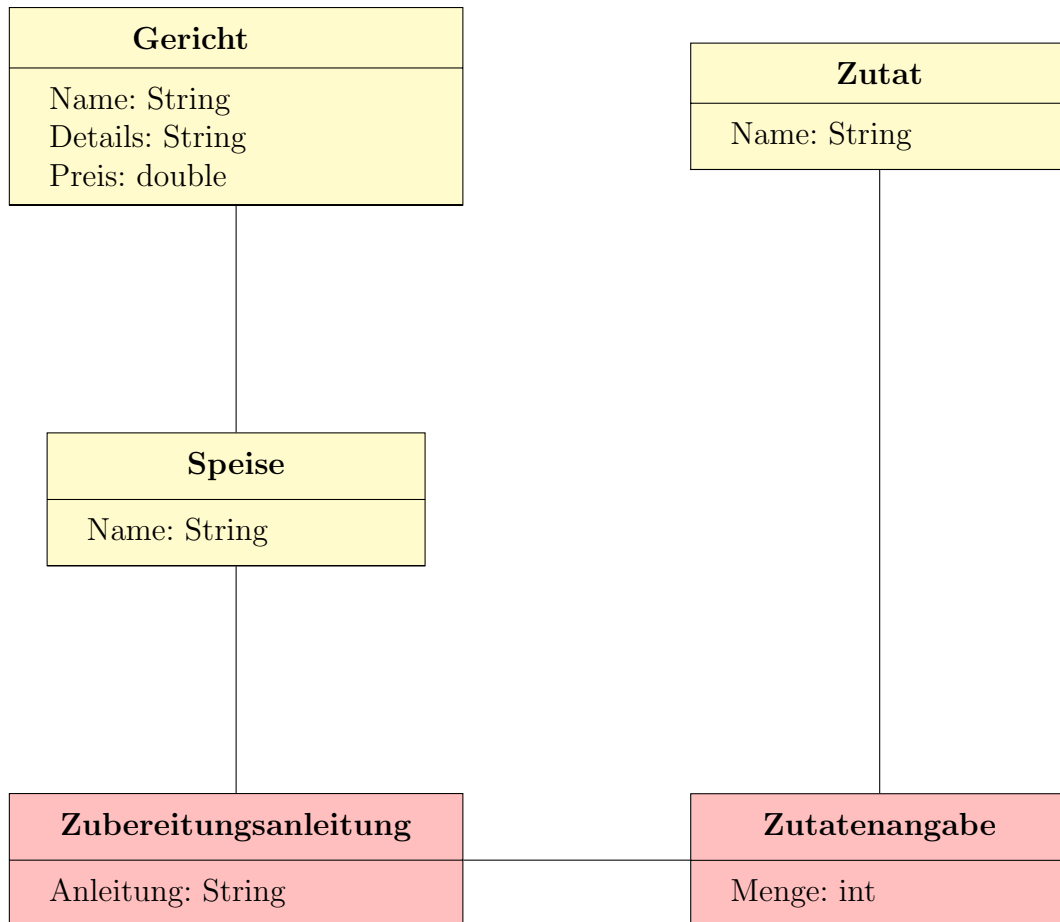 Gericht
Name: String
Details: String
Preis: double
Zutat
Name: String
Speise
Name: String
Zubereitungsanleitung
Anleitung: String
Zutatenangabe
Menge: int